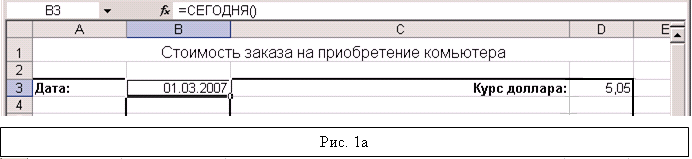 B3 fx =СЕГОДНЯ()
A B C D E
1 Стоимость заказа на приобретение комьютера
2
3 Дата: 01.03.2007 Курс доллара: 5,05
4
Рис. 1а